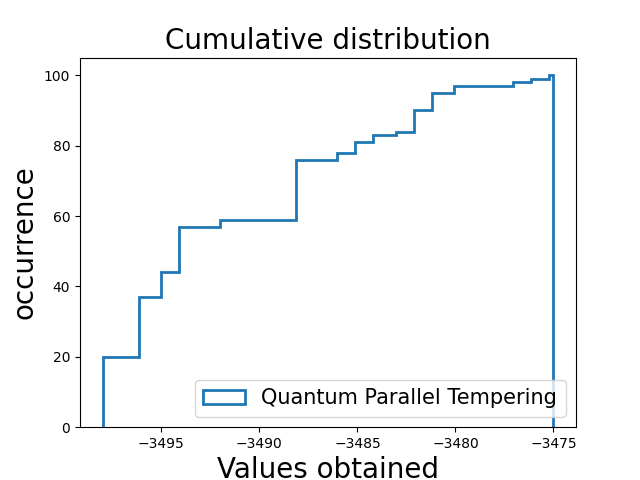 Cumulative distribution
100
80
60
40
20
0
occurrence
Quantum Parallel Tempering
−3495 −3490 −3485 −3480 −3475
Values obtained